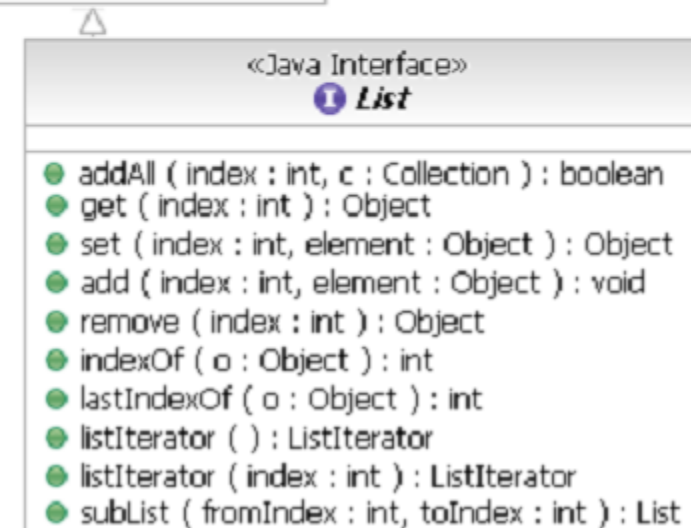 «Java Interface»
I List
addAll ( index : int, c : Collection ) : boolean
get ( index : int ) : Object
set ( index : int, element : Object ) : Object
add ( index : int, element : Object ) : void
remove ( index : int ) : Object
indexOf ( o : Object ) : int
lastIndexOf ( o : Object ) : int
listIterator ( ) : ListIterator
listIterator ( index : int ) : ListIterator
subList ( fromIndex : int, toIndex : int ) : List